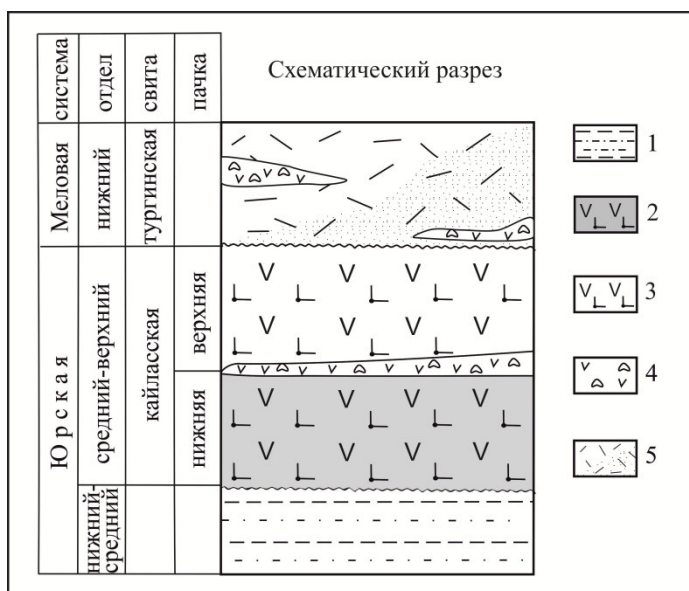 система
отдел
свита
пачка
Схематический разрез
Меловая
нижний
тургинская
Юрская
средний-верхний
кайласская
верхняя
нижняя
нижний-
средний
1
2
3
4
5